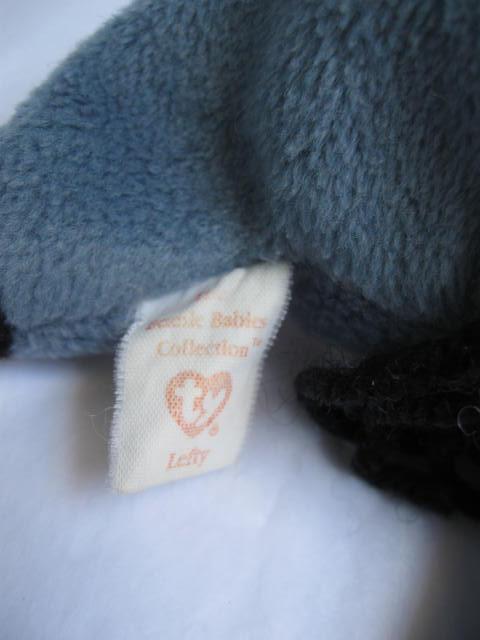 Beanie Babies
Collection™
ty®
Lefty